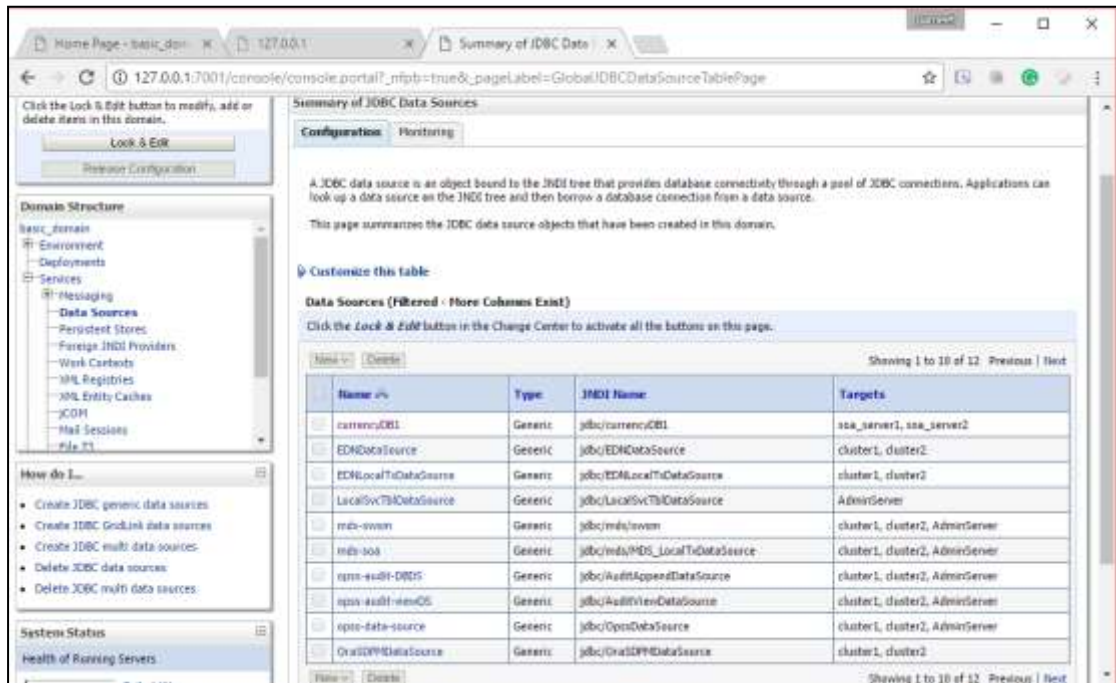 Home Page - basic_dom
127.0.0.1
Summary of JDBC Data
127.0.0.1:7001/console/console.portal?_nfpb=true&_pageLabel=GlobalJDBCDataSourceTablePage
Click the Lock & Edit button to modify, add or
delete items in this domain.
Lock & Edit
Release Configuration
Domain Structure
basic_domain
Environment
Deployments
Services
Messaging
Data Sources
Persistent Stores
Foreign JNDI Providers
Work Contexts
XML Registries
XML Entity Caches
jCOM
Mail Sessions
File T3
How do I...
Create JDBC generic data sources
Create JDBC GridLink data sources
Create JDBC multi data sources
Delete JDBC data sources
Delete JDBC multi data sources
System Status
Health of Running Servers
Summary of JDBC Data Sources
Configuration Monitoring
A JDBC data source is an object bound to the JNDI tree that provides database connectivity through a pool of JDBC connections. Applications can
look up a data source on the JNDI tree and then borrow a database connection from a data source.
This page summarizes the JDBC data source objects that have been created in this domain.
Customize this table
Data Sources (Filtered - More Columns Exist)
Click the Lock & Edit button in the Change Center to activate all the buttons on this page.
New Delete Showing 1 to 10 of 12 Previous | Next
Name Type JNDI Name Targets
currencyDB1 Generic jdbc/currencyDB1 soa_server1, soa_server2
EDNDataSource Generic jdbc/EDNDataSource cluster1, cluster2
EDNLocalTxDataSource Generic jdbc/EDNLocalTxDataSource cluster1, cluster2
LocalSvcTblDataSource Generic jdbc/LocalSvcTblDataSource AdminServer
mds-owsm Generic jdbc/mds/owsm cluster1, cluster2, AdminServer
mds-soa Generic jdbc/mds/MDS_LocalTxDataSource cluster1, cluster2, AdminServer
opss-audit-DBDS Generic jdbc/AuditAppendDataSource cluster1, cluster2, AdminServer
opss-audit-viewDS Generic jdbc/AuditViewDataSource cluster1, cluster2, AdminServer
opss-data-source Generic jdbc/OpssDataSource cluster1, cluster2, AdminServer
OraSDPMDataSource Generic jdbc/OraSDPMDataSource cluster1, cluster2
New Delete Showing 1 to 10 of 12 Previous | Next